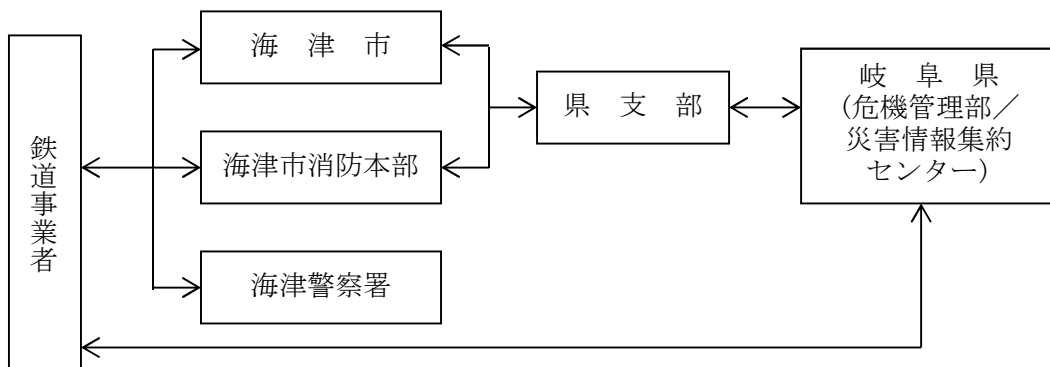 鉄道事業者
海　津　市
海津市消防本部
海津警察署
県　支　部
岐　阜　県
(危機管理部／
災害情報集約
センター)